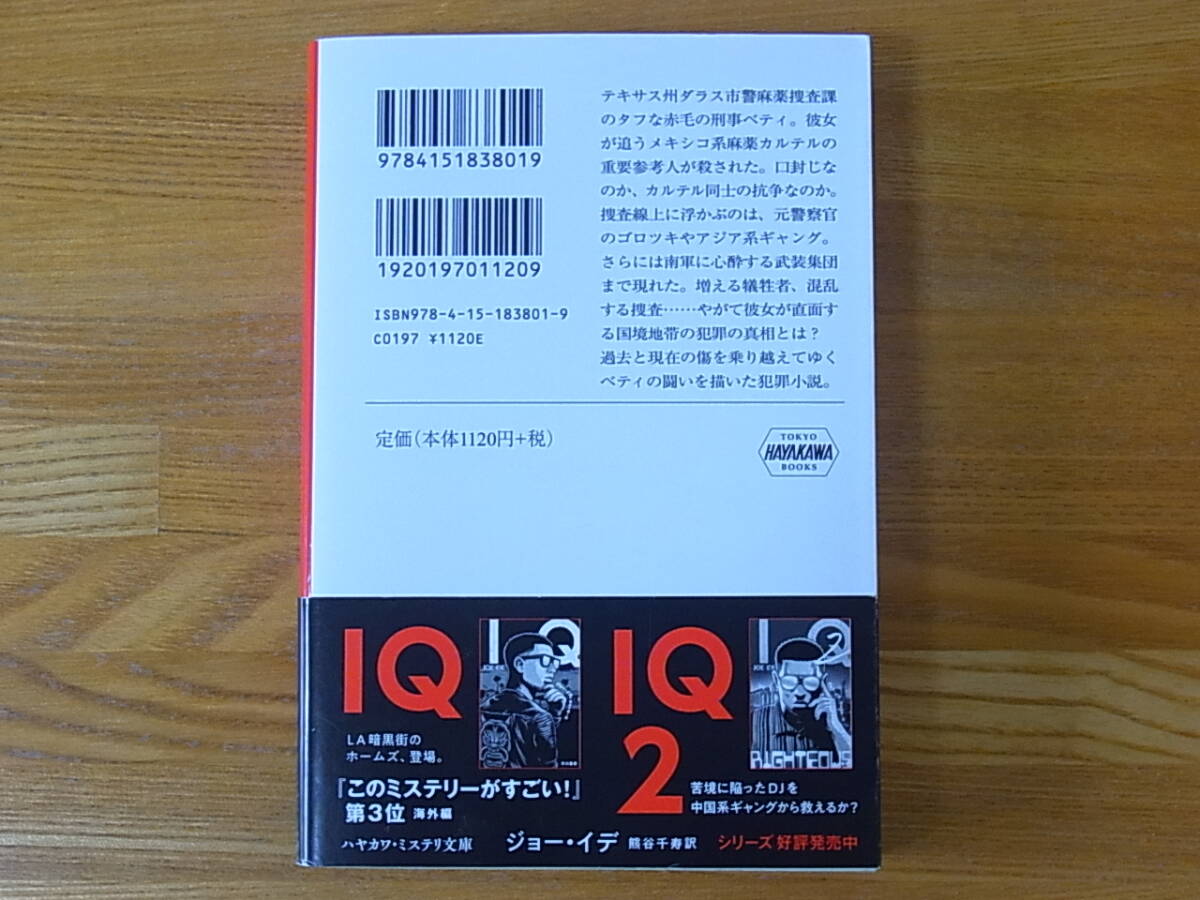 9784151838019
1920197011209
ISBN978-4-15-183801-9
C0197 ¥1120E
テキサス州ダラス市警麻薬捜査課
のタフな赤毛の刑事ベティ。彼女
が追うメキシコ系麻薬カルテルの
重要参考人が殺された。口封じな
のか、カルテル同士の抗争なのか。
捜査線上に浮かぶのは、元警察官
のゴロツキやアジア系ギャング。
さらには南軍に心酔する武装集団
まで現れた。増える犠牲者、混乱
する捜査……やがて彼女が直面す
る国境地帯の犯罪の真相とは？
過去と現在の傷を乗り越えてゆく
ベティの闘いを描いた犯罪小説。
定価(本体1120円+税)
TOKYO
HAYAKAWA
BOOKS
IQ
IQ
JOE IDE
LA暗黒街の
ホームズ、登場。
『このミステリーがすごい!』
第3位 海外編
IQ
2
IQ
2
JOE IDE
RIGHTEOUS
苦境に陥ったDJを
中国系ギャングから救えるか?
ハヤカワ・ミステリ文庫
ジョー・イデ 熊谷千寿訳
シリーズ好評発売中